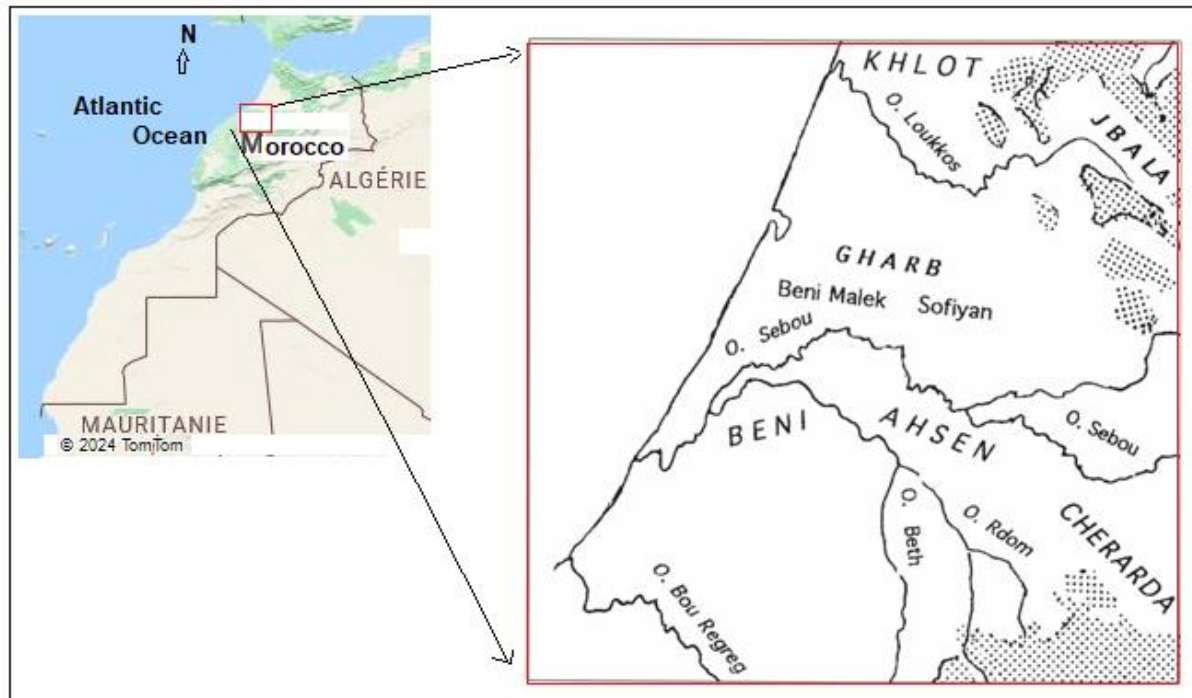 N
Atlantic
Ocean
Morocco
ALGÉRIE
MAURITANIE
© 2024 TomTom
KHLOT
O. Loukkos
JBALA
GHARB
Beni Malek Sofiyan
O. Sebou
BENI AHSEN
O. Sebou
O. Beth
O. Rdom
CHERARDA
O. Bou Regreg